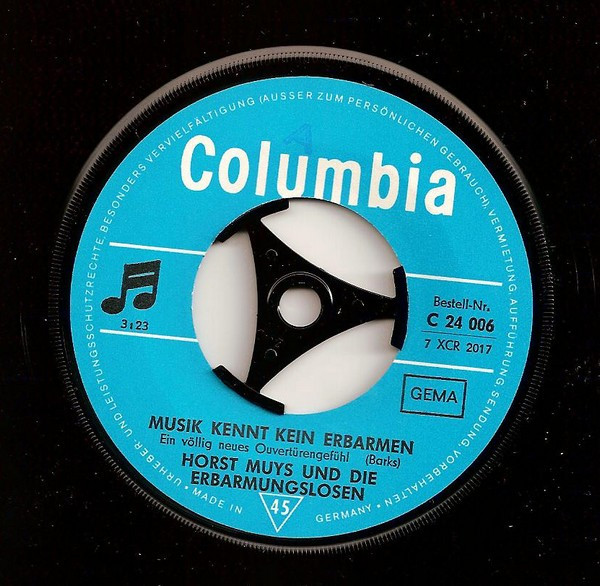 URHEBER- UND LEISTUNGSSCHUTZRECHTE, BESONDERS VERVIELFÄLTIGUNG (AUSSER ZUM PERSÖNLICHEN GEBRAUCH) VERMIETUNG, AUFFÜHRUNG, SENDUNG, VORBEHALTEN
A
Columbia
3:23
Bestell-Nr.
C 24 006
7 XCR 2017
GEMA
MUSIK KENNT KEIN ERBARMEN
Ein völlig neues Ouvertürengefühl (Barks)
HORST MUYS UND DIE
ERBARMUNGSLOSEN
• MADE IN
45
GERMANY •